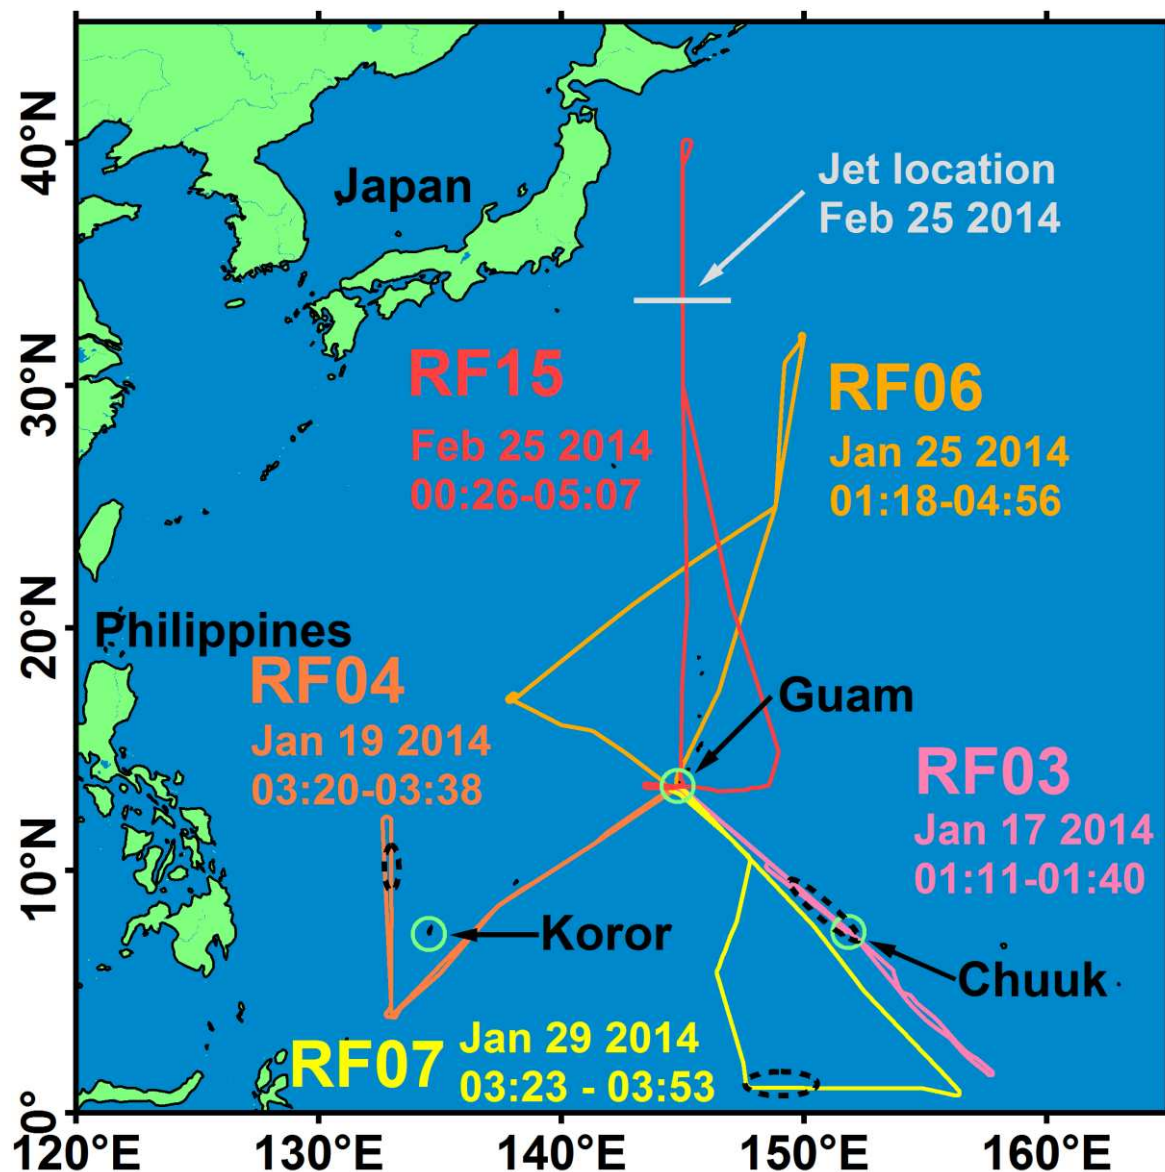 40°N
30°N
20°N
10°N
0°
120°E
130°E
140°E
150°E
160°E
Japan
Jet location
Feb 25 2014
RF15
Feb 25 2014
00:26-05:07
RF06
Jan 25 2014
01:18-04:56
Philippines
RF04
Jan 19 2014
03:20-03:38
Guam
RF03
Jan 17 2014
01:11-01:40
Koror
Chuuk
RF07
Jan 29 2014
03:23 - 03:53